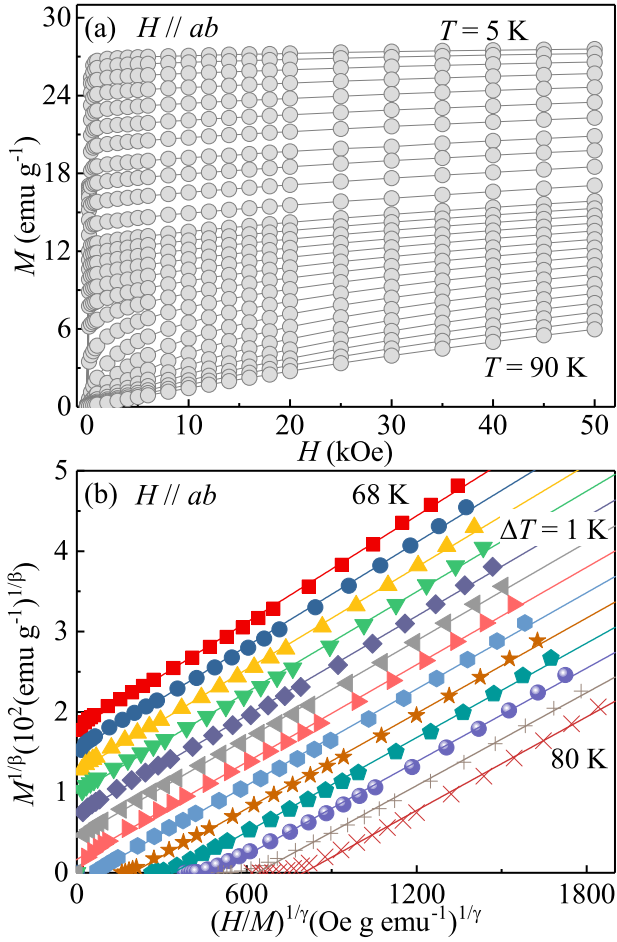 (a) H // ab T = 5 K
27
24
18
12
6
0
M (emu g⁻¹)
T = 90 K
0 10 20 30 40 50
H (kOe)
(b) H // ab 68 K
ΔT = 1 K
80 K
5
4
3
2
1
0
M^{1/β}(10²(emu g⁻¹)^{1/β})
0 600 1200 1800
(H/M)^{1/γ}(Oe g emu⁻¹)^{1/γ}